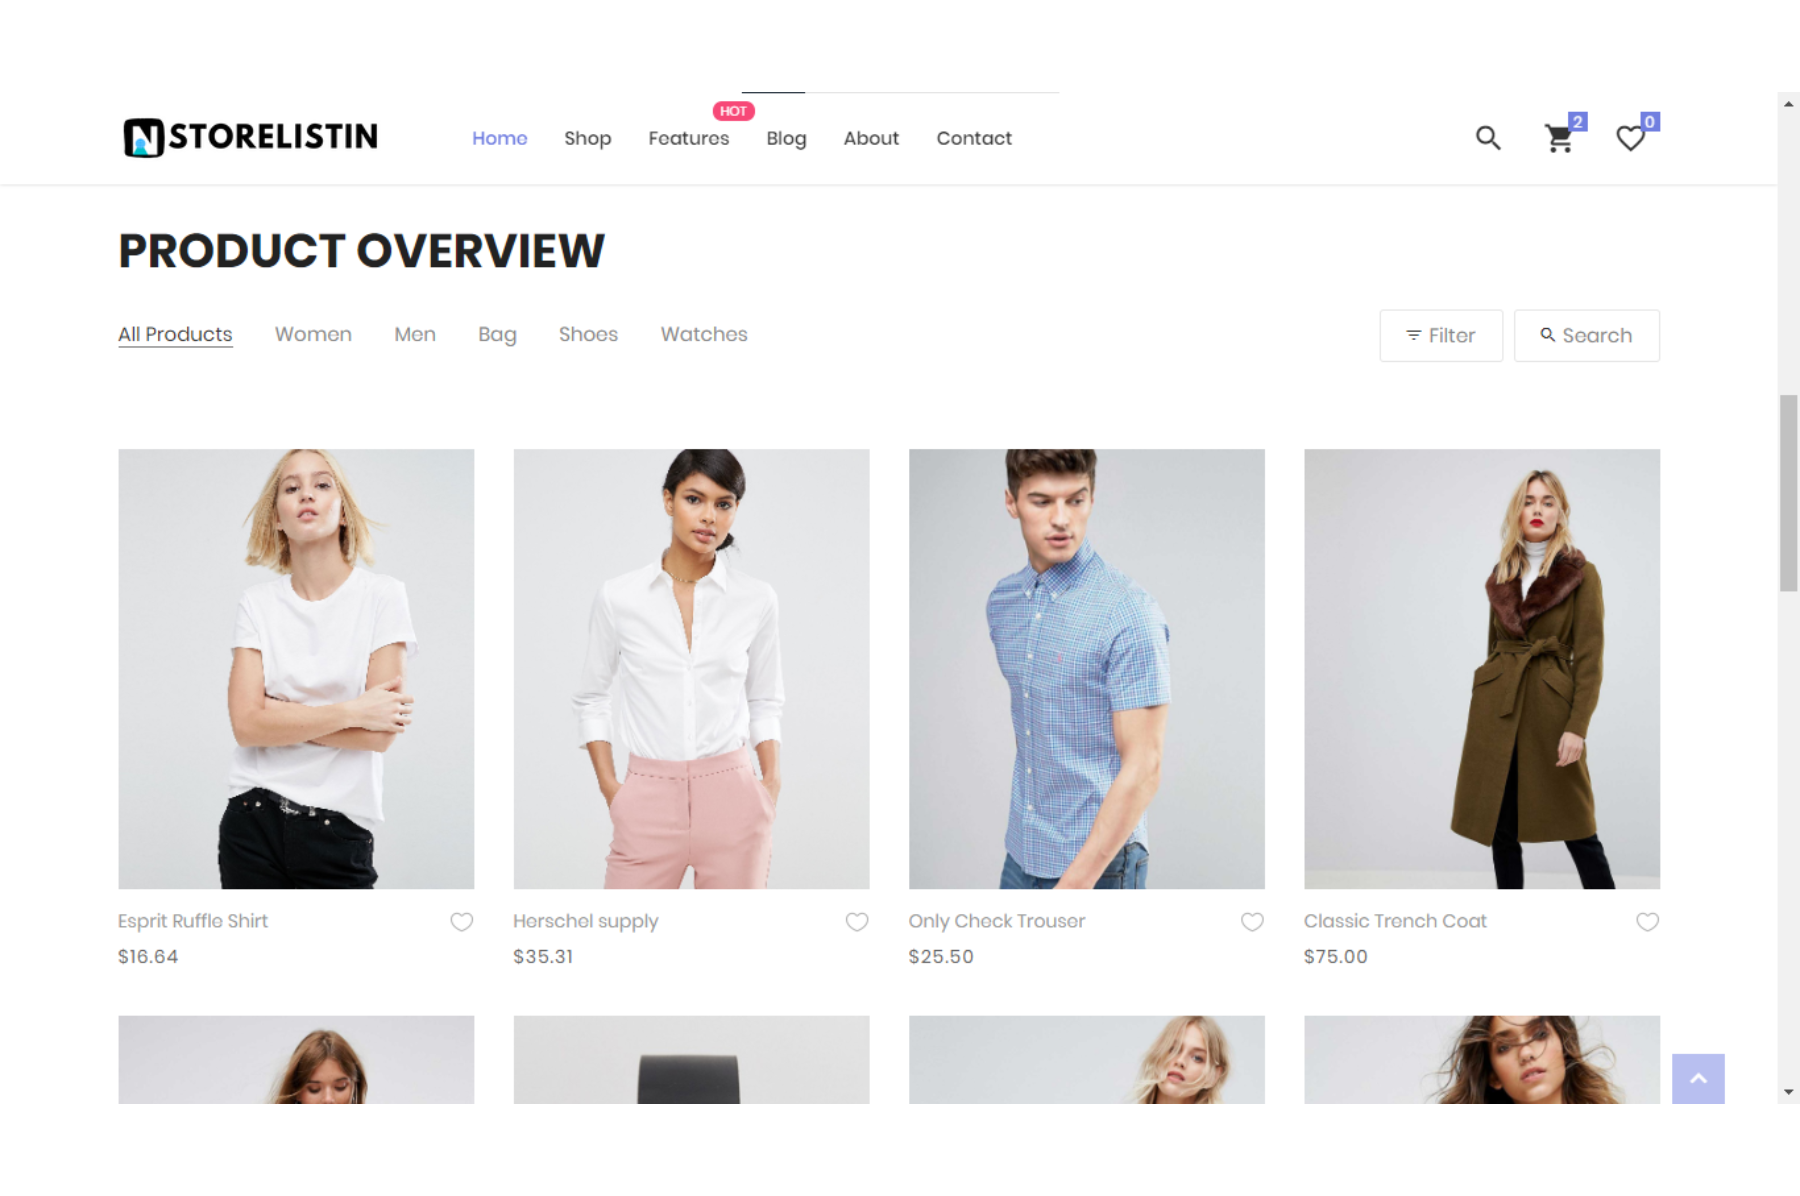 HOT
NSTORELISTIN Home Shop Features Blog About Contact 2 0
PRODUCT OVERVIEW
All Products Women Men Bag Shoes Watches Filter Search
Esprit Ruffle Shirt Herschel supply Only Check Trouser Classic Trench Coat
$16.64 $35.31 $25.50 $75.00